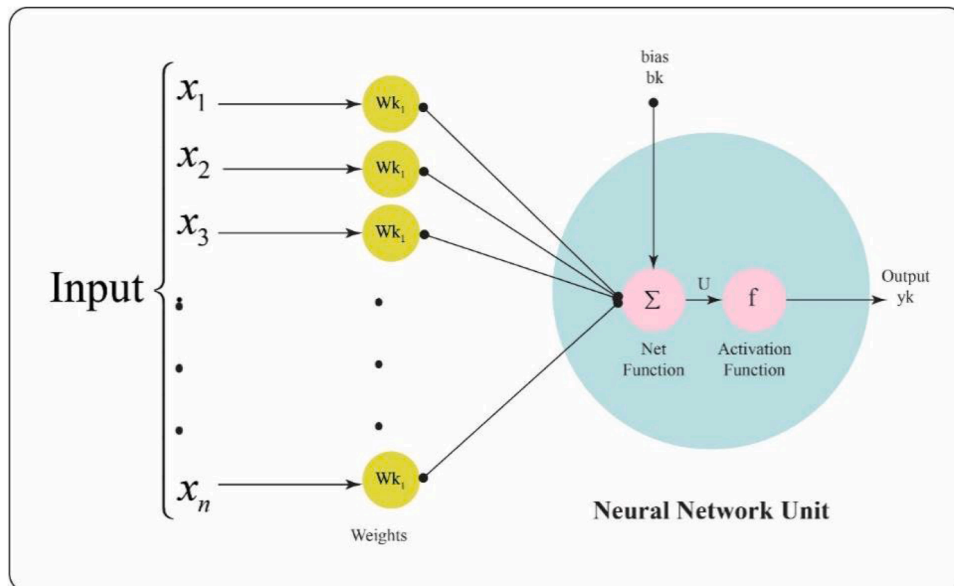 bias
bk
x₁
Wk₁
x₂
Wk₁
x₃
Wk₁
Input
Σ
U
f
Output
yk
Net
Function
Activation
Function
xₙ
Wk₁
Weights
Neural Network Unit